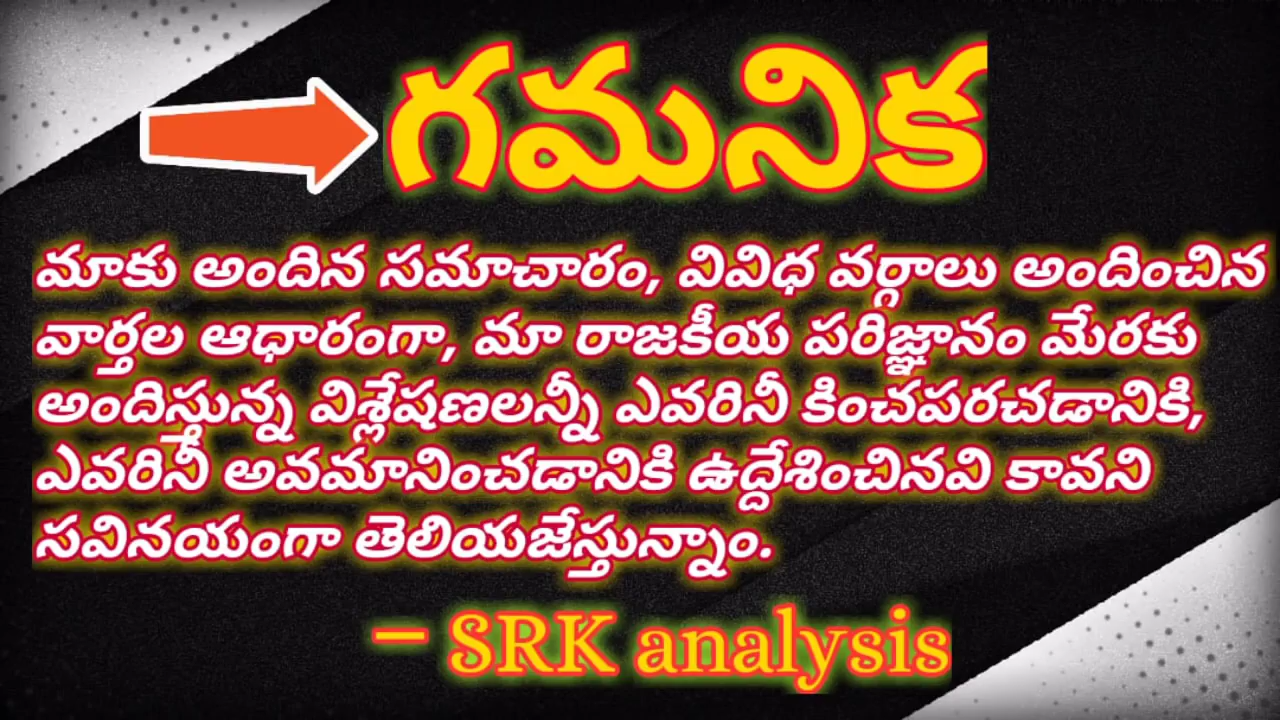 గమనిక
మాకు అందిన సమాచారం, వివిధ వర్గాలు అందించిన
వార్తల ఆధారంగా, మా రాజకీయ పరిజ్ఞానం మేరకు
అందిస్తున్న విశ్లేషణలన్నీ ఎవరినీ కించపరచడానికి,
ఎవరినీ అవమానించడానికి ఉద్దేశించినవి కావని
సవినయంగా తెలియజేస్తున్నాం.
– SRK analysis